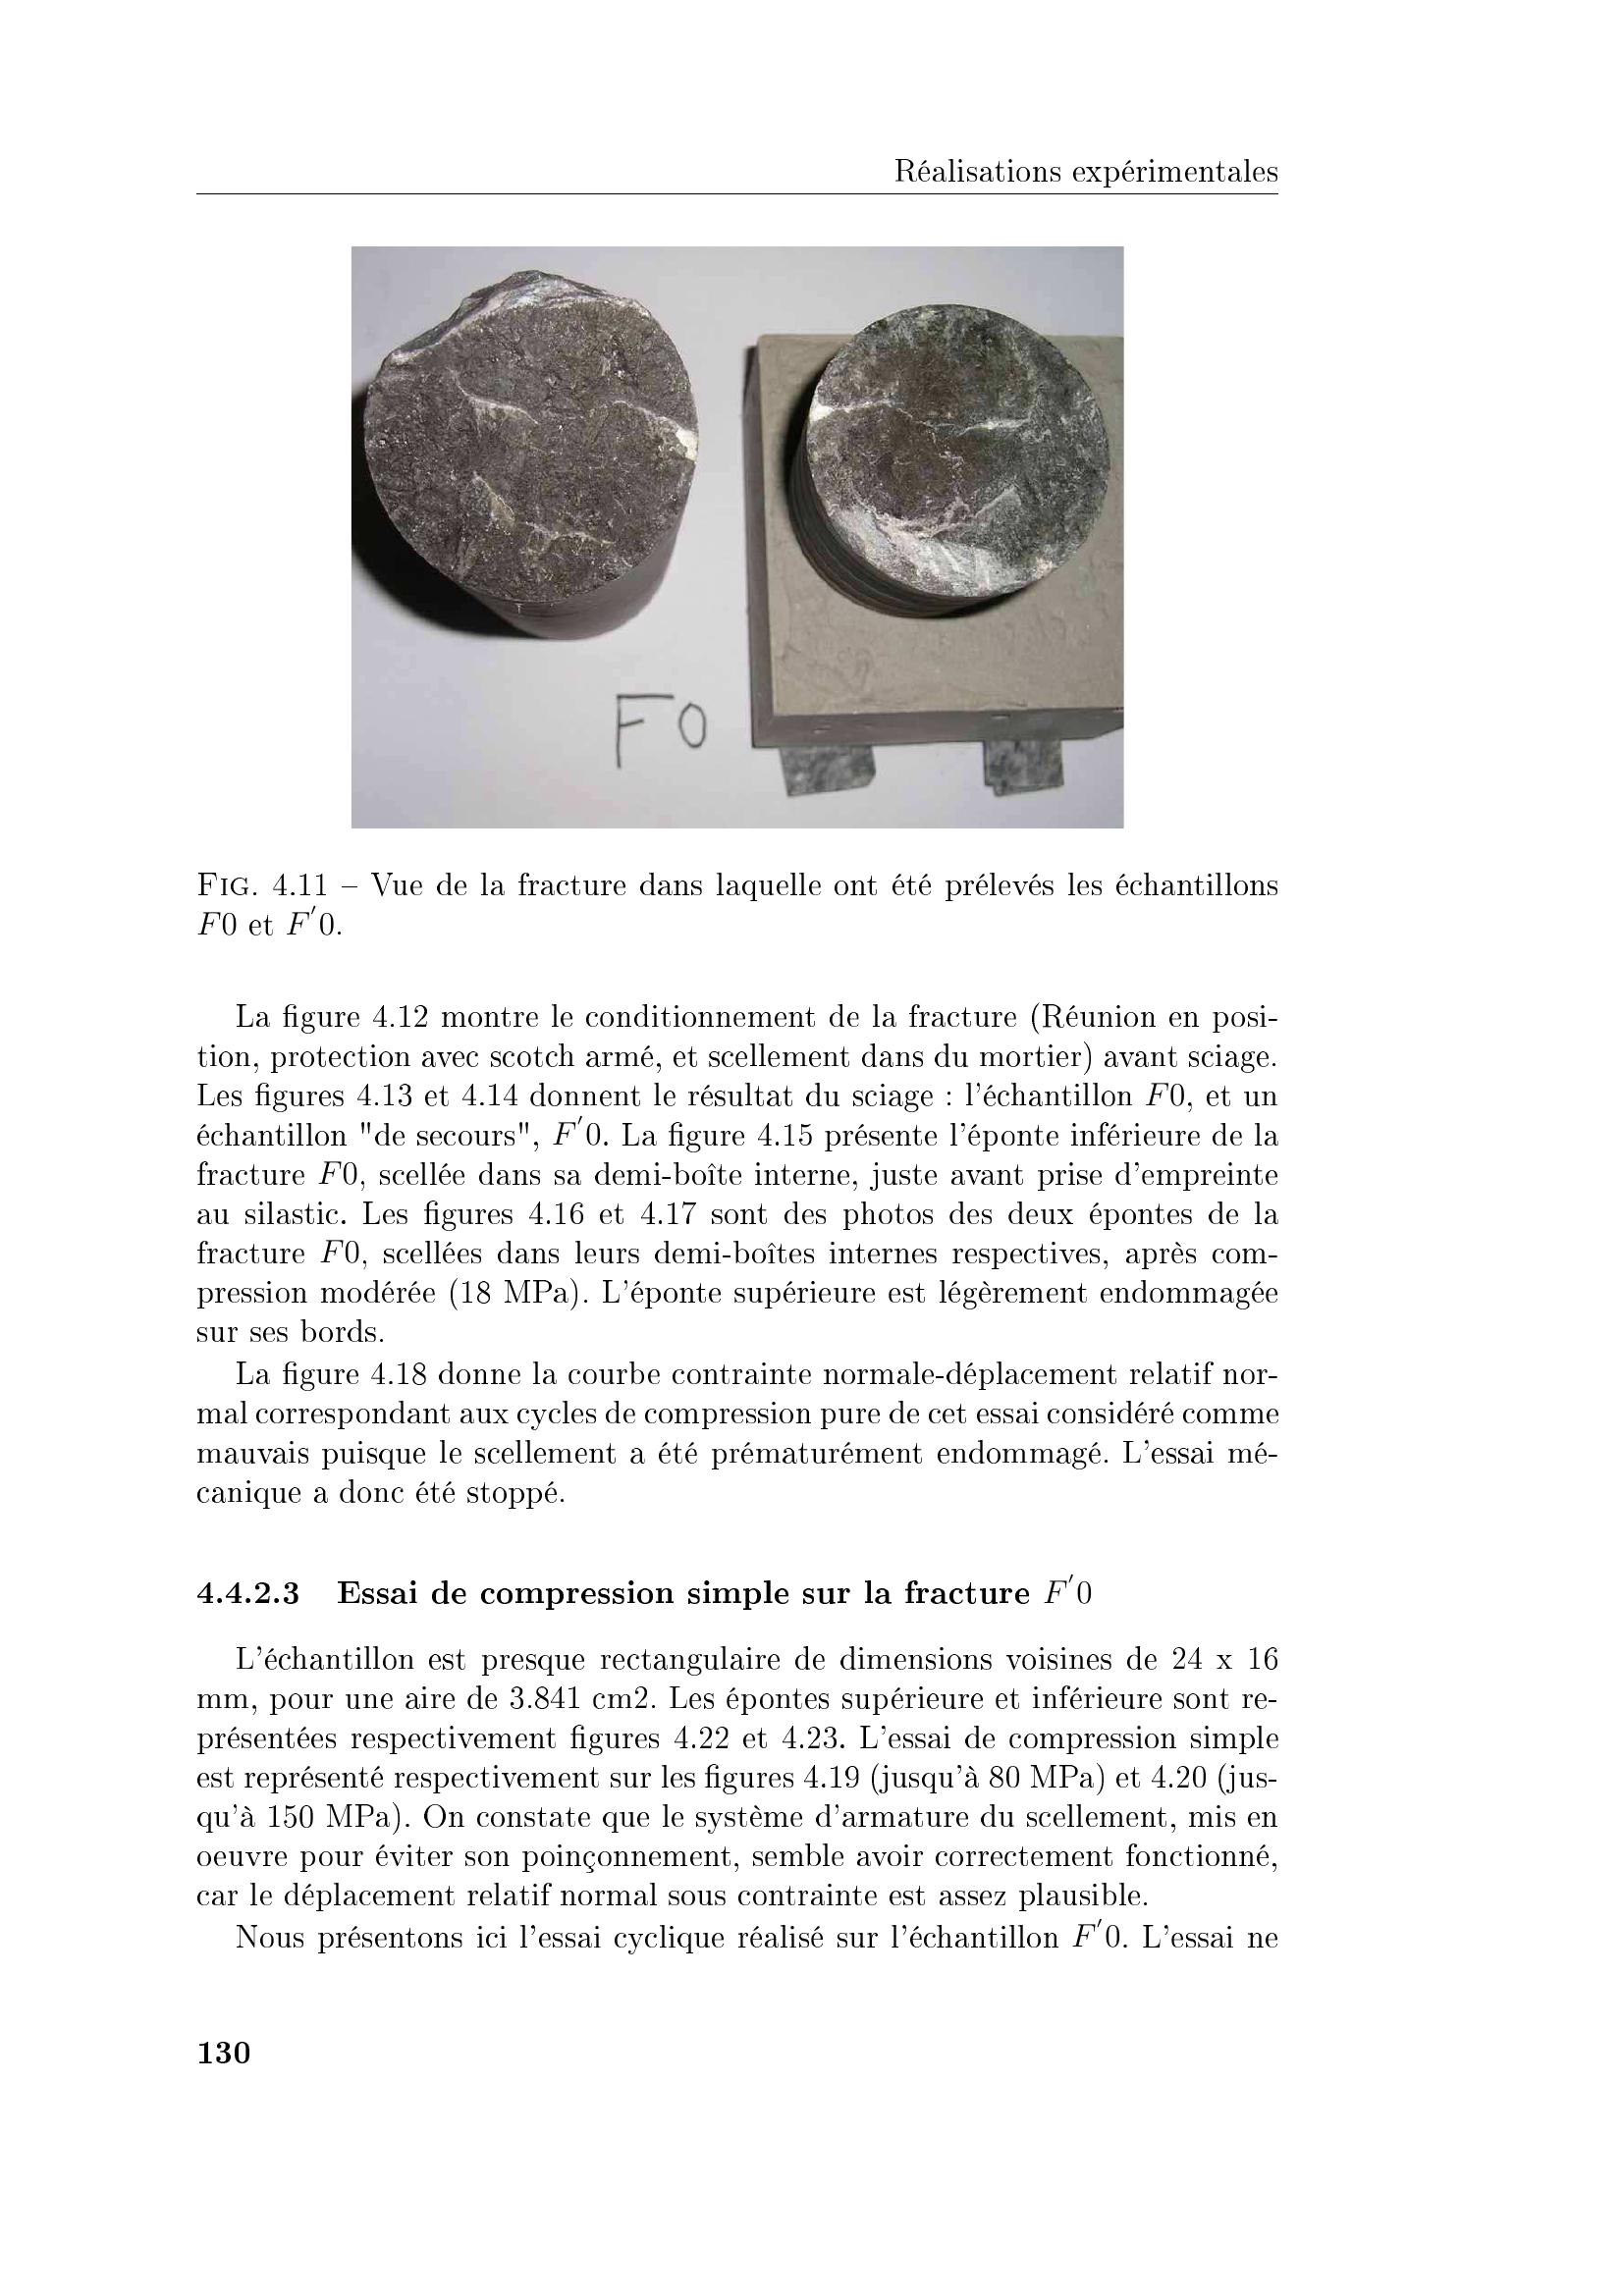 Réalisations expérimentales
F0
FIG. 4.11 – Vue de la fracture dans laquelle ont été prélevés les échantillons
F0 et F′0.
La figure 4.12 montre le conditionnement de la fracture (Réunion en posi-
tion, protection avec scotch armé, et scellement dans du mortier) avant sciage.
Les figures 4.13 et 4.14 donnent le résultat du sciage : l'échantillon F0, et un
échantillon "de secours", F′0. La figure 4.15 présente l'éponte inférieure de la
fracture F0, scellée dans sa demi-boîte interne, juste avant prise d'empreinte
au silastic. Les figures 4.16 et 4.17 sont des photos des deux épontes de la
fracture F0, scellées dans leurs demi-boîtes internes respectives, après com-
pression modérée (18 MPa). L'éponte supérieure est légèrement endommagée
sur ses bords.
La figure 4.18 donne la courbe contrainte normale-déplacement relatif nor-
mal correspondant aux cycles de compression pure de cet essai considéré comme
mauvais puisque le scellement a été prématurément endommagé. L'essai mé-
canique a donc été stoppé.
4.4.2.3 Essai de compression simple sur la fracture F′0
L'échantillon est presque rectangulaire de dimensions voisines de 24 x 16
mm, pour une aire de 3.841 cm2. Les épontes supérieure et inférieure sont re-
présentées respectivement figures 4.22 et 4.23. L'essai de compression simple
est représenté respectivement sur les figures 4.19 (jusqu'à 80 MPa) et 4.20 (jus-
qu'à 150 MPa). On constate que le système d'armature du scellement, mis en
oeuvre pour éviter son poinçonnement, semble avoir correctement fonctionné,
car le déplacement relatif normal sous contrainte est assez plausible.
Nous présentons ici l'essai cyclique réalisé sur l'échantillon F′0. L'essai ne
130